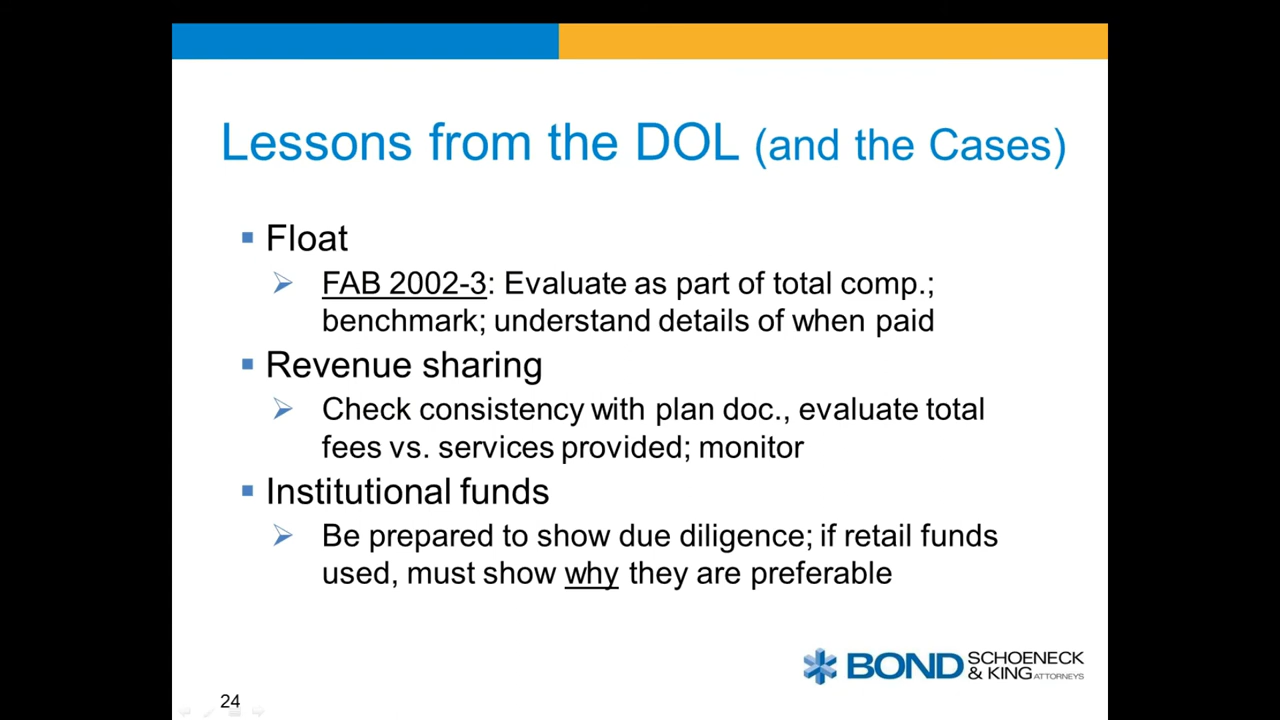 Lessons from the DOL (and the Cases)
Float
FAB 2002-3: Evaluate as part of total comp.;
benchmark; understand details of when paid
Revenue sharing
Check consistency with plan doc., evaluate total
fees vs. services provided; monitor
Institutional funds
Be prepared to show due diligence; if retail funds
used, must show why they are preferable
BOND SCHOENECK
& KING ATTORNEYS
24